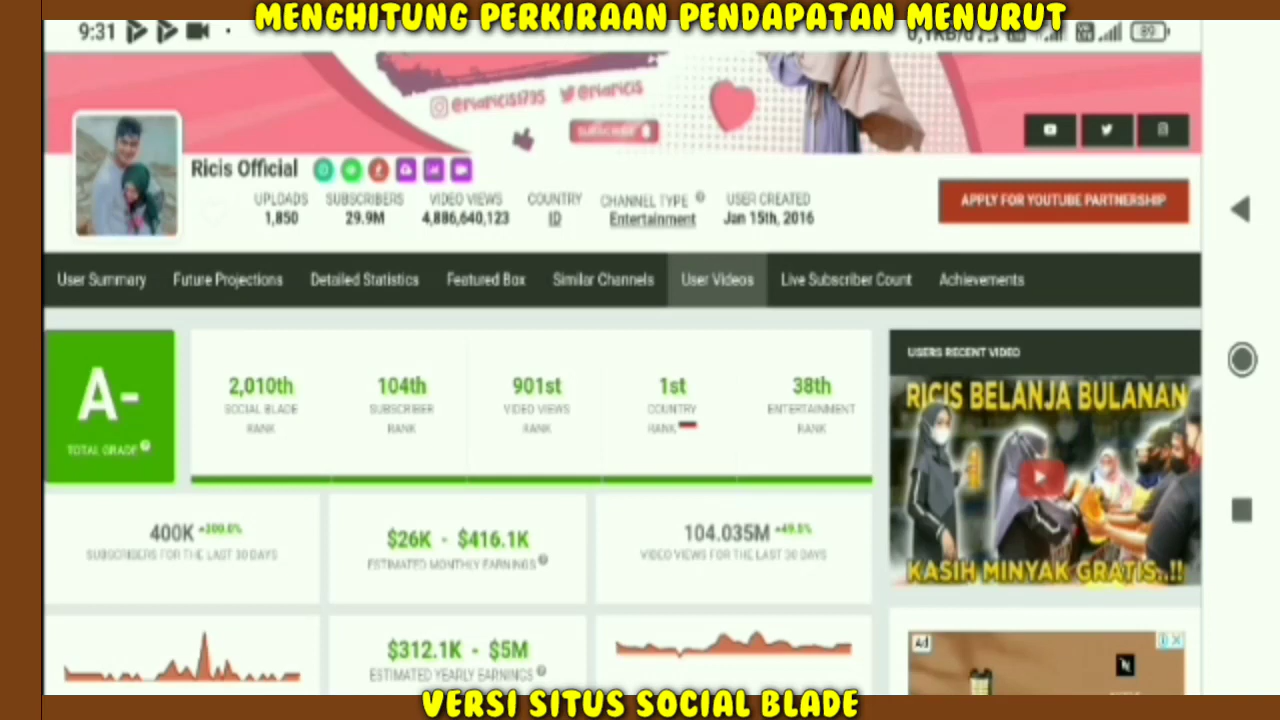 MENGHITUNG PERKIRAAN PENDAPATAN MENURUT
9:31
89
@riaricis1795 @riaricis
SUBSCRIBE
Ricis Official
UPLOADS SUBSCRIBERS VIDEO VIEWS COUNTRY CHANNEL TYPE USER CREATED
1,850 29.9M 4,886,640,123 ID Entertainment Jan 15th, 2016
APPLY FOR YOUTUBE PARTNERSHIP
User Summary Future Projections Detailed Statistics Featured Box Similar Channels User Videos Live Subscriber Count Achievements
A-
TOTAL GRADE
2,010th 104th 901st 1st 38th
SOCIAL BLADE SUBSCRIBER VIDEO VIEWS COUNTRY ENTERTAINMENT
RANK RANK RANK RANK RANK
USERS RECENT VIDEO
RICIS BELANJA BULANAN
KASIH MINYAK GRATIS..!!
400K
SUBSCRIBERS FOR THE LAST 30 DAYS
$26K - $416.1K
ESTIMATED MONTHLY EARNINGS
104.035M
VIDEO VIEWS FOR THE LAST 30 DAYS
$312.1K - $5M
ESTIMATED YEARLY EARNINGS
Ad
VERSI SITUS SOCIAL BLADE